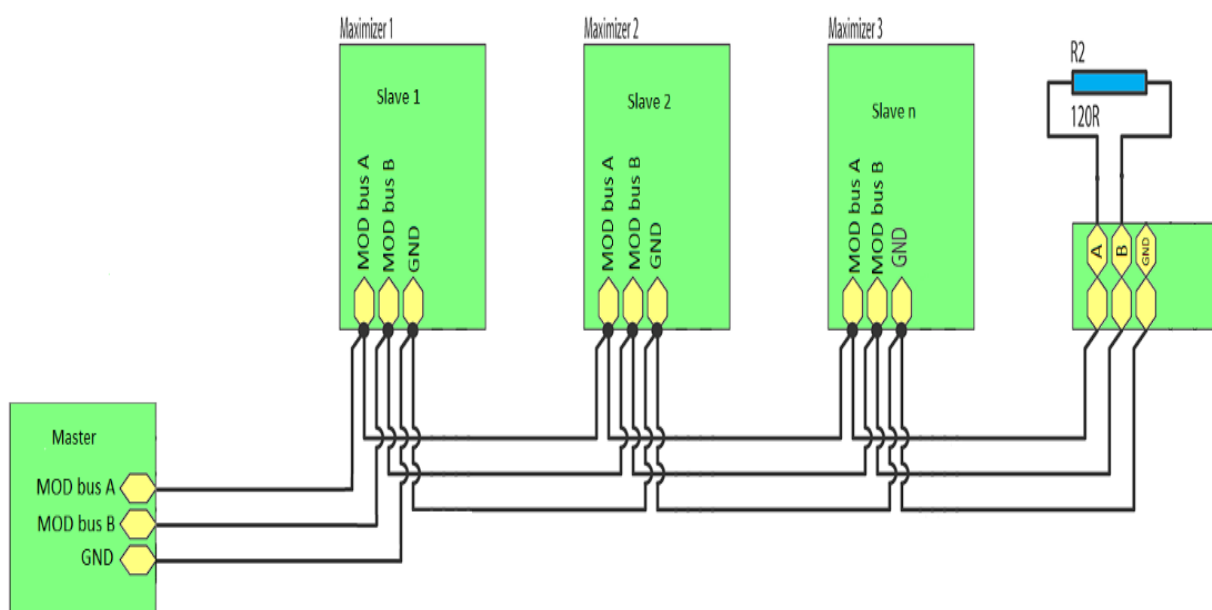 Maximizer 1
Maximizer 2
Maximizer 3
Slave 1
MOD bus A
MOD bus B
GND
Slave 2
MOD bus A
MOD bus B
GND
Slave n
MOD bus A
MOD bus B
GND
R2
120R
A
B
GND
Master
MOD bus A
MOD bus B
GND